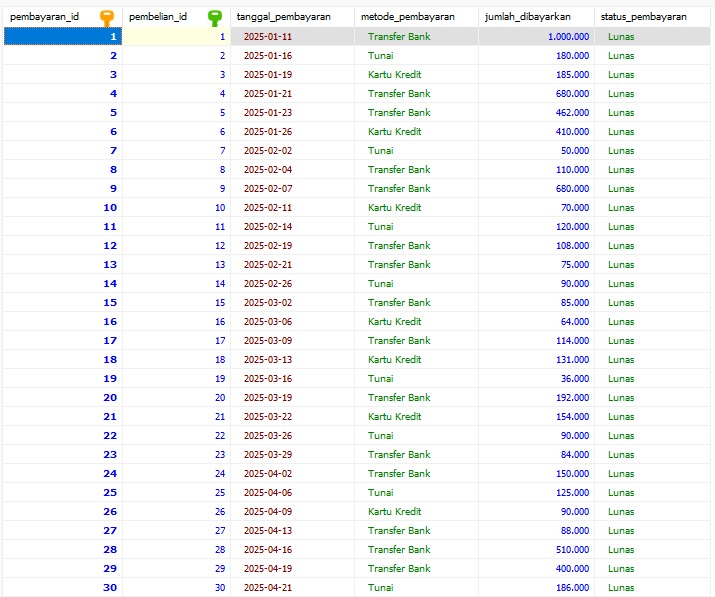 pembayaran_id pembelian_id tanggal_pembayaran metode_pembayaran jumlah_dibayarkan status_pembayaran
1 1 2025-01-11 Transfer Bank 1.000.000 Lunas
2 2 2025-01-16 Tunai 180.000 Lunas
3 3 2025-01-19 Kartu Kredit 185.000 Lunas
4 4 2025-01-21 Transfer Bank 680.000 Lunas
5 5 2025-01-23 Transfer Bank 462.000 Lunas
6 6 2025-01-26 Kartu Kredit 410.000 Lunas
7 7 2025-02-02 Tunai 50.000 Lunas
8 8 2025-02-04 Transfer Bank 110.000 Lunas
9 9 2025-02-07 Transfer Bank 680.000 Lunas
10 10 2025-02-11 Kartu Kredit 70.000 Lunas
11 11 2025-02-14 Tunai 120.000 Lunas
12 12 2025-02-19 Transfer Bank 108.000 Lunas
13 13 2025-02-21 Transfer Bank 75.000 Lunas
14 14 2025-02-26 Tunai 90.000 Lunas
15 15 2025-03-02 Transfer Bank 85.000 Lunas
16 16 2025-03-06 Kartu Kredit 64.000 Lunas
17 17 2025-03-09 Transfer Bank 114.000 Lunas
18 18 2025-03-13 Kartu Kredit 131.000 Lunas
19 19 2025-03-16 Tunai 36.000 Lunas
20 20 2025-03-19 Transfer Bank 192.000 Lunas
21 21 2025-03-22 Kartu Kredit 154.000 Lunas
22 22 2025-03-26 Tunai 90.000 Lunas
23 23 2025-03-29 Transfer Bank 84.000 Lunas
24 24 2025-04-02 Transfer Bank 150.000 Lunas
25 25 2025-04-06 Tunai 125.000 Lunas
26 26 2025-04-09 Kartu Kredit 90.000 Lunas
27 27 2025-04-13 Transfer Bank 88.000 Lunas
28 28 2025-04-16 Transfer Bank 510.000 Lunas
29 29 2025-04-19 Transfer Bank 400.000 Lunas
30 30 2025-04-21 Tunai 186.000 Lunas